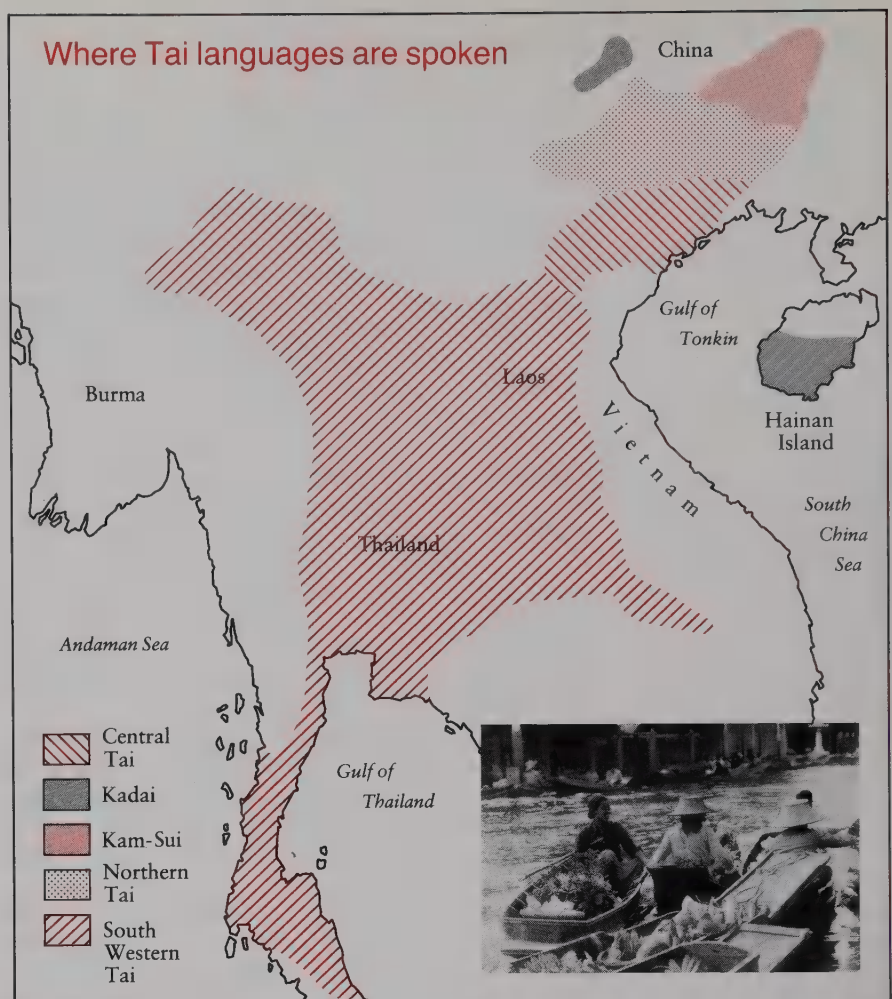 Where Tai languages are spoken
China
Gulf of
Tonkin
Laos
Burma
Vietnam
Hainan
Island
South
China
Sea
Thailand
Andaman Sea
Gulf of
Thailand
Central
Tai
Kadai
Kam-Sui
Northern
Tai
South
Western
Tai